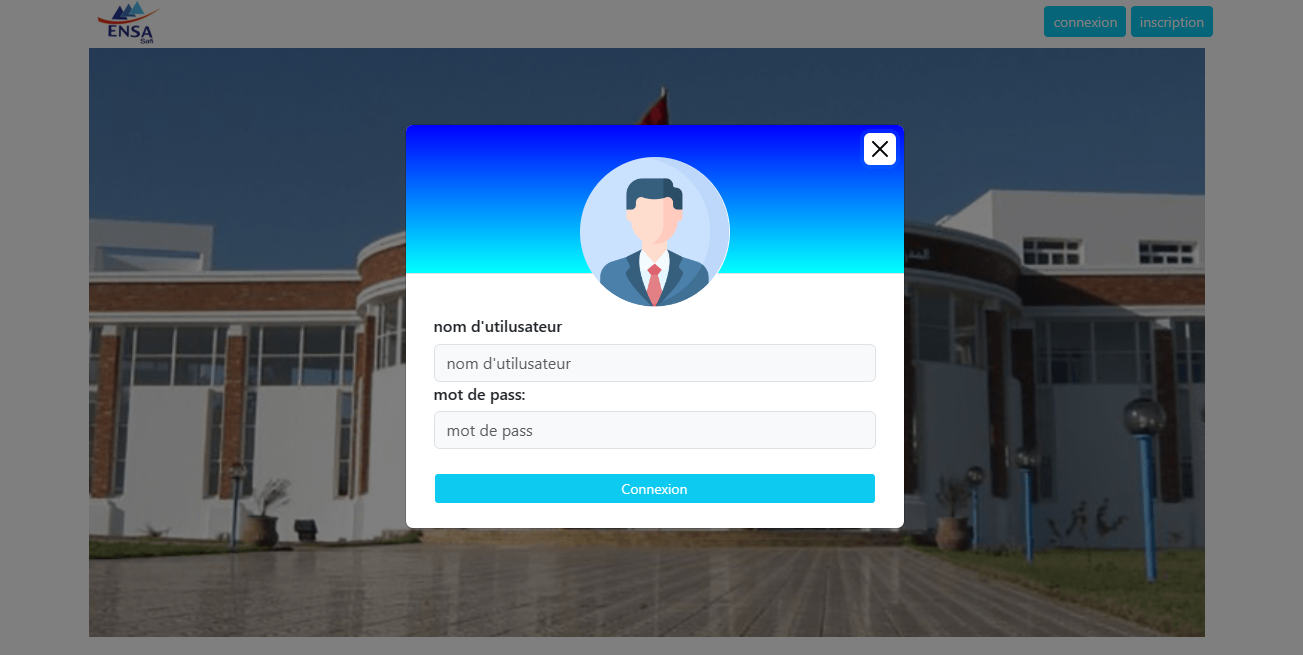 ENSA
Safi
connexion
inscription
nom d'utilusateur
nom d'utilusateur
mot de pass:
mot de pass
Connexion